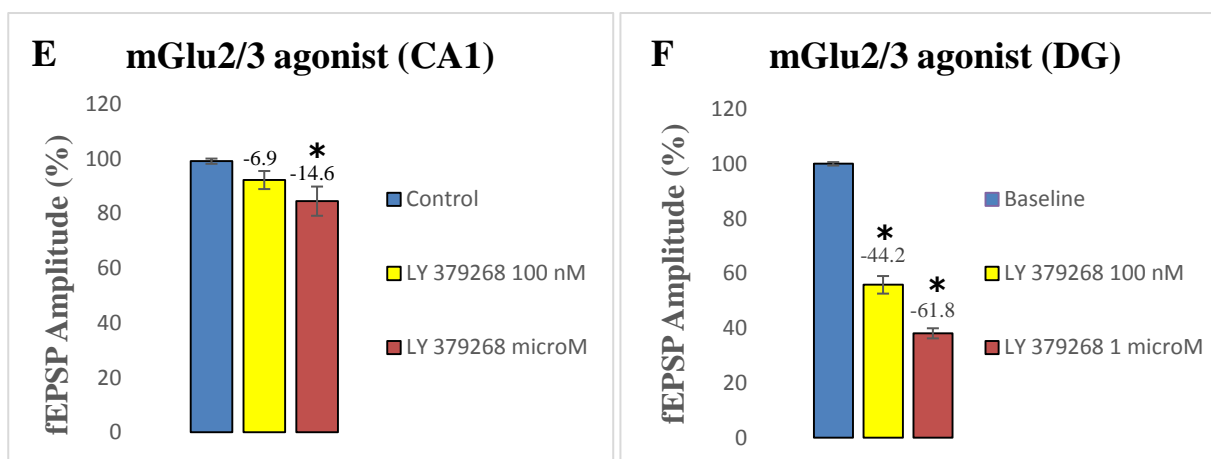 E mGlu2/3 agonist (CA1)
fEPSP Amplitude (%)
120
100
80
60
40
20
0
-6.9
*
-14.6
Control
LY 379268 100 nM
LY 379268 microM
F mGlu2/3 agonist (DG)
fEPSP Amplitude (%)
120
100
80
60
40
20
0
*
-44.2
*
-61.8
Baseline
LY 379268 100 nM
LY 379268 1 microM